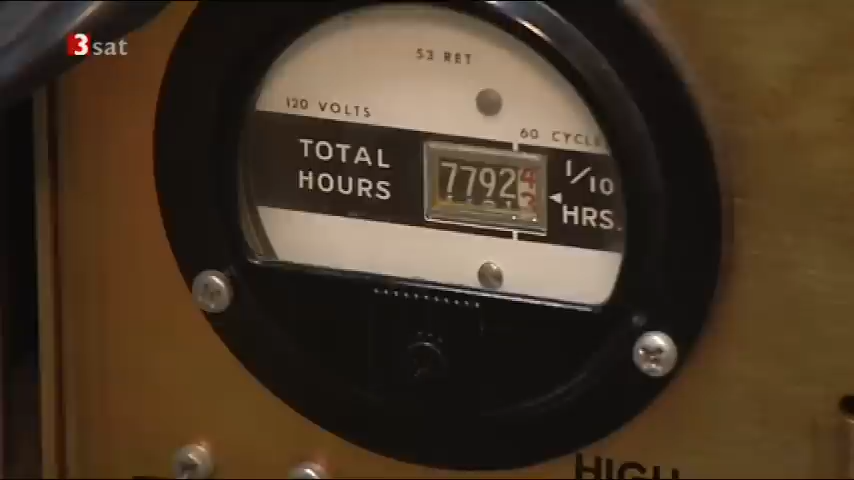 3sat
53 RET
120 VOLTS
60 CYCLE
TOTAL HOURS
7792
1/10 HRS.
HIGH